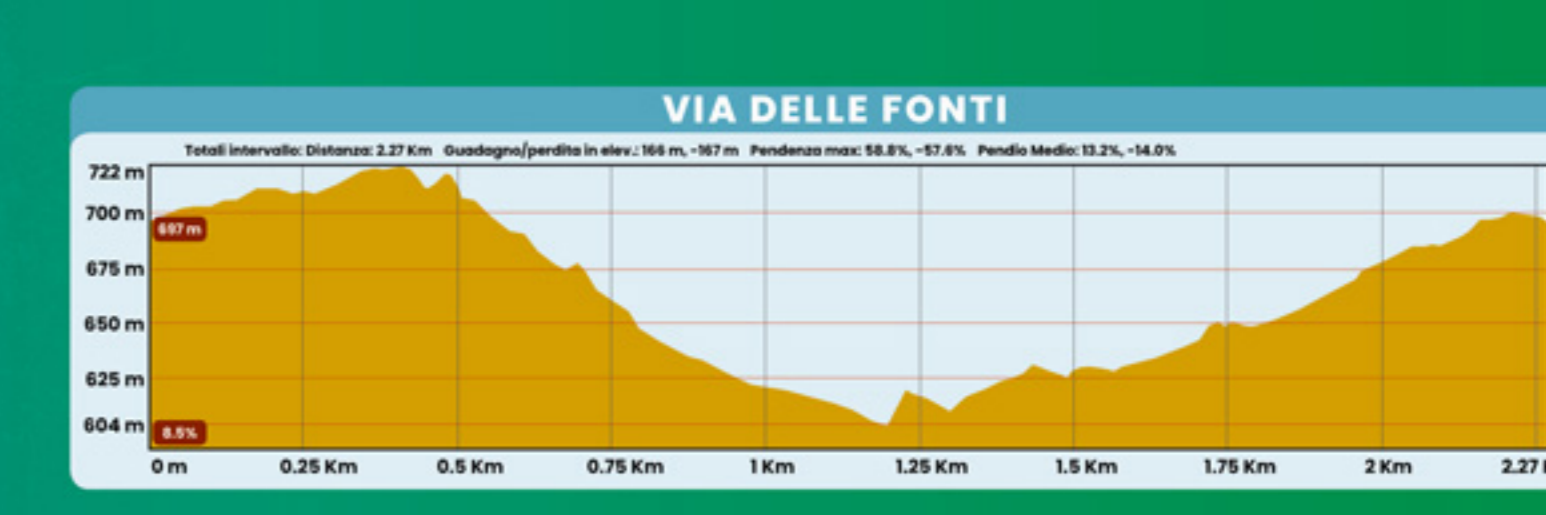 VIA DELLE FONTI
Totali intervallo: Distanza: 2.27 Km Guadagno/perdita in elev.: 166 m, -167 m Pendenza max: 58.8%, -57.6% Pendio Medio: 13.2%, -14.0%
722 m
700 m
697 m
675 m
650 m
625 m
604 m
8.5%
0 m 0.25 Km 0.5 Km 0.75 Km 1 Km 1.25 Km 1.5 Km 1.75 Km 2 Km 2.27